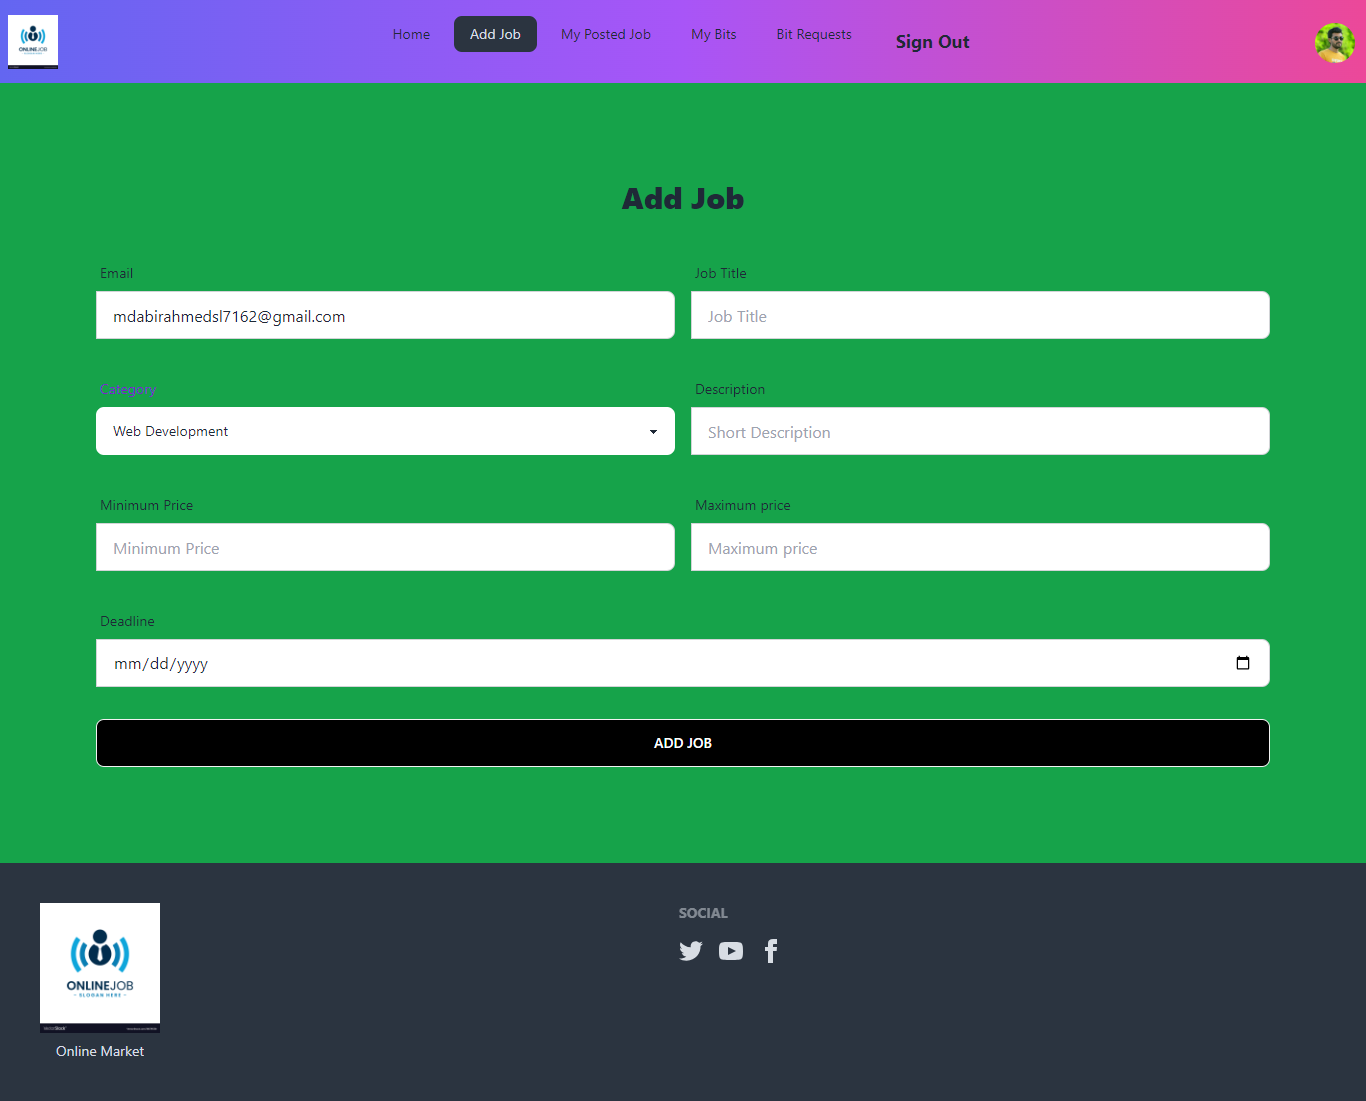 ONLINEJOB
Home
Add Job
My Posted Job
My Bits
Bit Requests
Sign Out
Add Job
Email
Job Title
mdabirahmedsl7162@gmail.com
Job Title
Category
Description
Web Development
Short Description
Minimum Price
Maximum price
Minimum Price
Maximum price
Deadline
mm/dd/yyyy
ADD JOB
SOCIAL
ONLINEJOB
- SLOGAN HERE -
Online Market